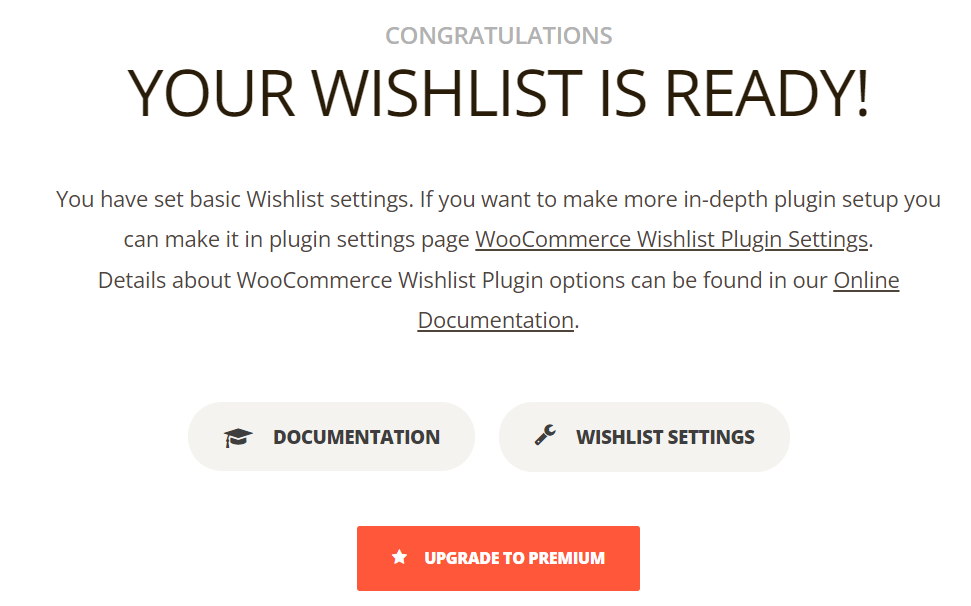 CONGRATULATIONS
YOUR WISHLIST IS READY!
You have set basic Wishlist settings. If you want to make more in-depth plugin setup you
can make it in plugin settings page WooCommerce Wishlist Plugin Settings.
Details about WooCommerce Wishlist Plugin options can be found in our Online
Documentation.
DOCUMENTATION
WISHLIST SETTINGS
UPGRADE TO PREMIUM